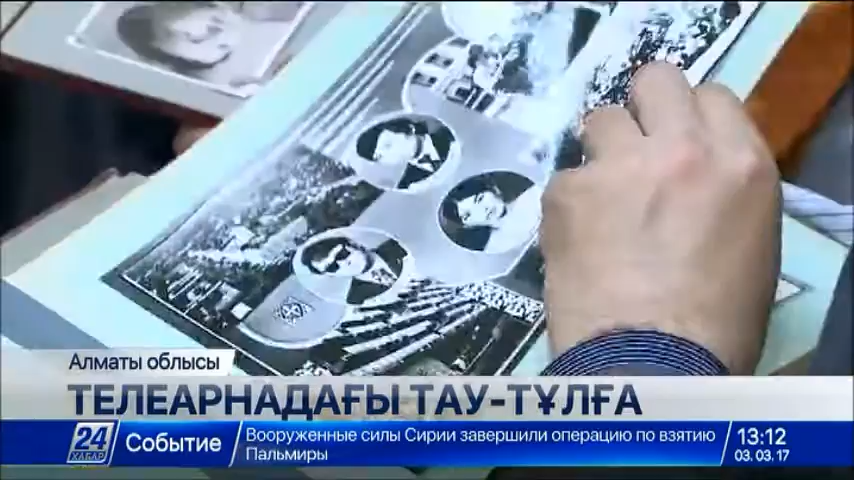 Алматы облысы
ТЕЛЕАРНАДАҒЫ ТАУ-ТҰЛҒА
24
ХАБАР
Событие
Вооруженные силы Сирии завершили операцию по взятию
Пальмиры
13:12
03.03.17